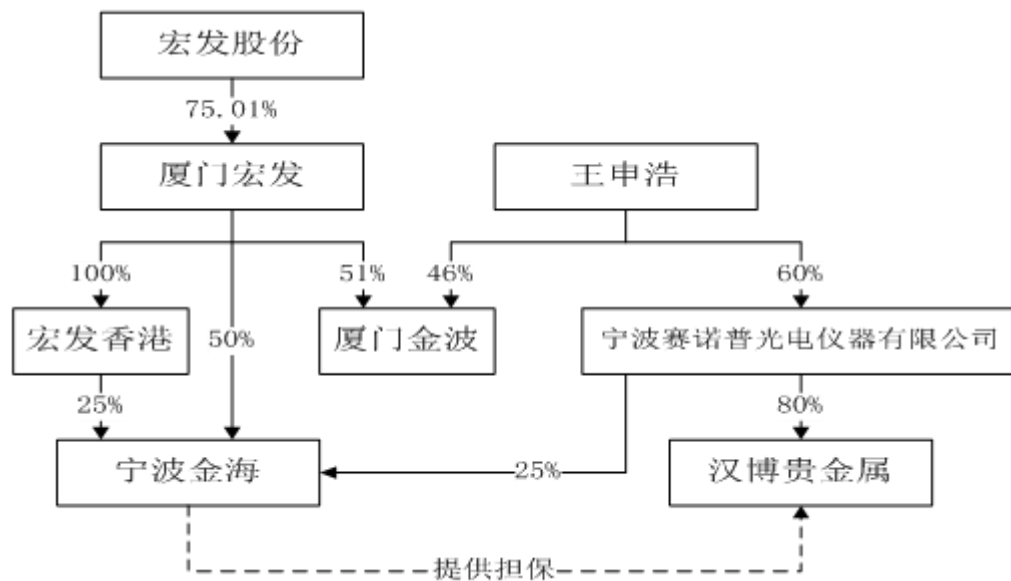 宏发股份
75.01%
厦门宏发
王申浩
100%
51%
46%
60%
宏发香港
50%
厦门金波
宁波赛诺普光电仪器有限公司
25%
80%
宁波金海
25%
汉博贵金属
提供担保